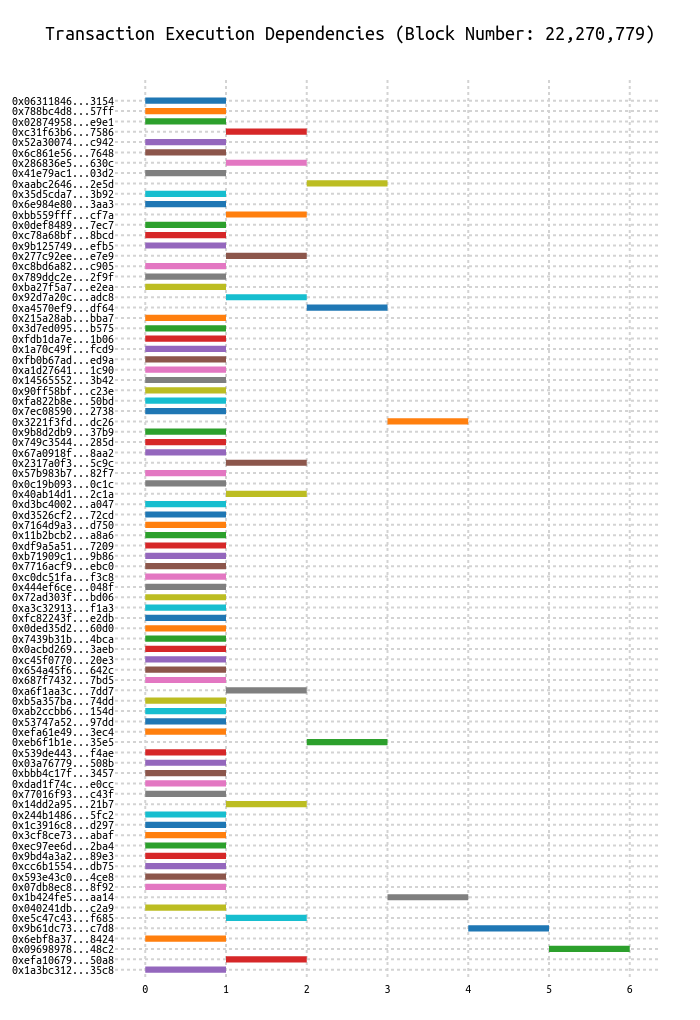 Transaction Execution Dependencies (Block Number: 22,270,779)
0x06311846...3154
0x788bc4d8...57ff
0x02874958...e9e1
0xc31f63b6...7586
0x52a30074...c942
0x6c861e56...7648
0x286836e5...630c
0x41e79ac1...03d2
0xaabc2646...2e5d
0x35d5cda7...3b92
0x6e984e80...3aa3
0xbb559fff...cf7a
0x0def8489...7ec7
0xc78a68bf...8bcd
0x9b125749...efb5
0x277c92ee...e7e9
0xc8bd6a82...c905
0x789ddc2e...2f9f
0xba27f5a7...e2ea
0x92d7a20c...adc8
0xa4570ef9...df64
0x215a28ab...bba7
0x3d7ed095...b575
0xfdb1da7e...1b06
0x1a70c49f...fcd9
0xfb0b67ad...ed9a
0xa1d27641...1c90
0x14565552...3b42
0x90ff58bf...c23e
0xfa822b8e...50bd
0x7ec08590...2738
0x3221f3fd...dc26
0x9b8d2db9...37b9
0x749c3544...285d
0x67a0918f...8aa2
0x2317a0f3...5c9c
0x57b983b7...82f7
0x0c19b093...0c1c
0x40ab14d1...2c1a
0xd3bc4002...a047
0xd3526cf2...72cd
0x7164d9a3...d750
0x11b2bcb2...a8a6
0xdf9a5a51...7209
0xb71909c1...9b86
0x7716acf9...ebc0
0xc0dc51fa...f3c8
0x444ef6ce...048f
0x72ad303f...bd06
0xa3c32913...f1a3
0xfc82243f...e2db
0x0ded35d2...60d0
0x7439b31b...4bca
0x0acbd269...3aeb
0xc45f0770...20e3
0x654a45f6...642c
0x687f7432...7bd5
0xa6f1aa3c...7dd7
0xb5a357ba...74dd
0xab2ccbb6...154d
0x53747a52...97dd
0xefa61e49...3ec4
0xeb6f1b1e...35e5
0x539de443...f4ae
0x03a76779...508b
0xbbb4c17f...3457
0xdad1f74c...e0cc
0x77016f93...c43f
0x14dd2a95...21b7
0x244b1486...5fc2
0x1c3916c8...d297
0x3cf8ce73...abaf
0xec97ee6d...2ba4
0x9bd4a3a2...89e3
0xcc6b1554...db75
0x593e43c0...4ce8
0x07db8ec8...8f92
0x1b424fe5...aa14
0x040241db...c2a9
0xe5c47c43...f685
0x9b61dc73...c7d8
0x6ebf8a37...8424
0x09698978...48c2
0xefa10679...50a8
0x1a3bc312...35c8
0 1 2 3 4 5 6